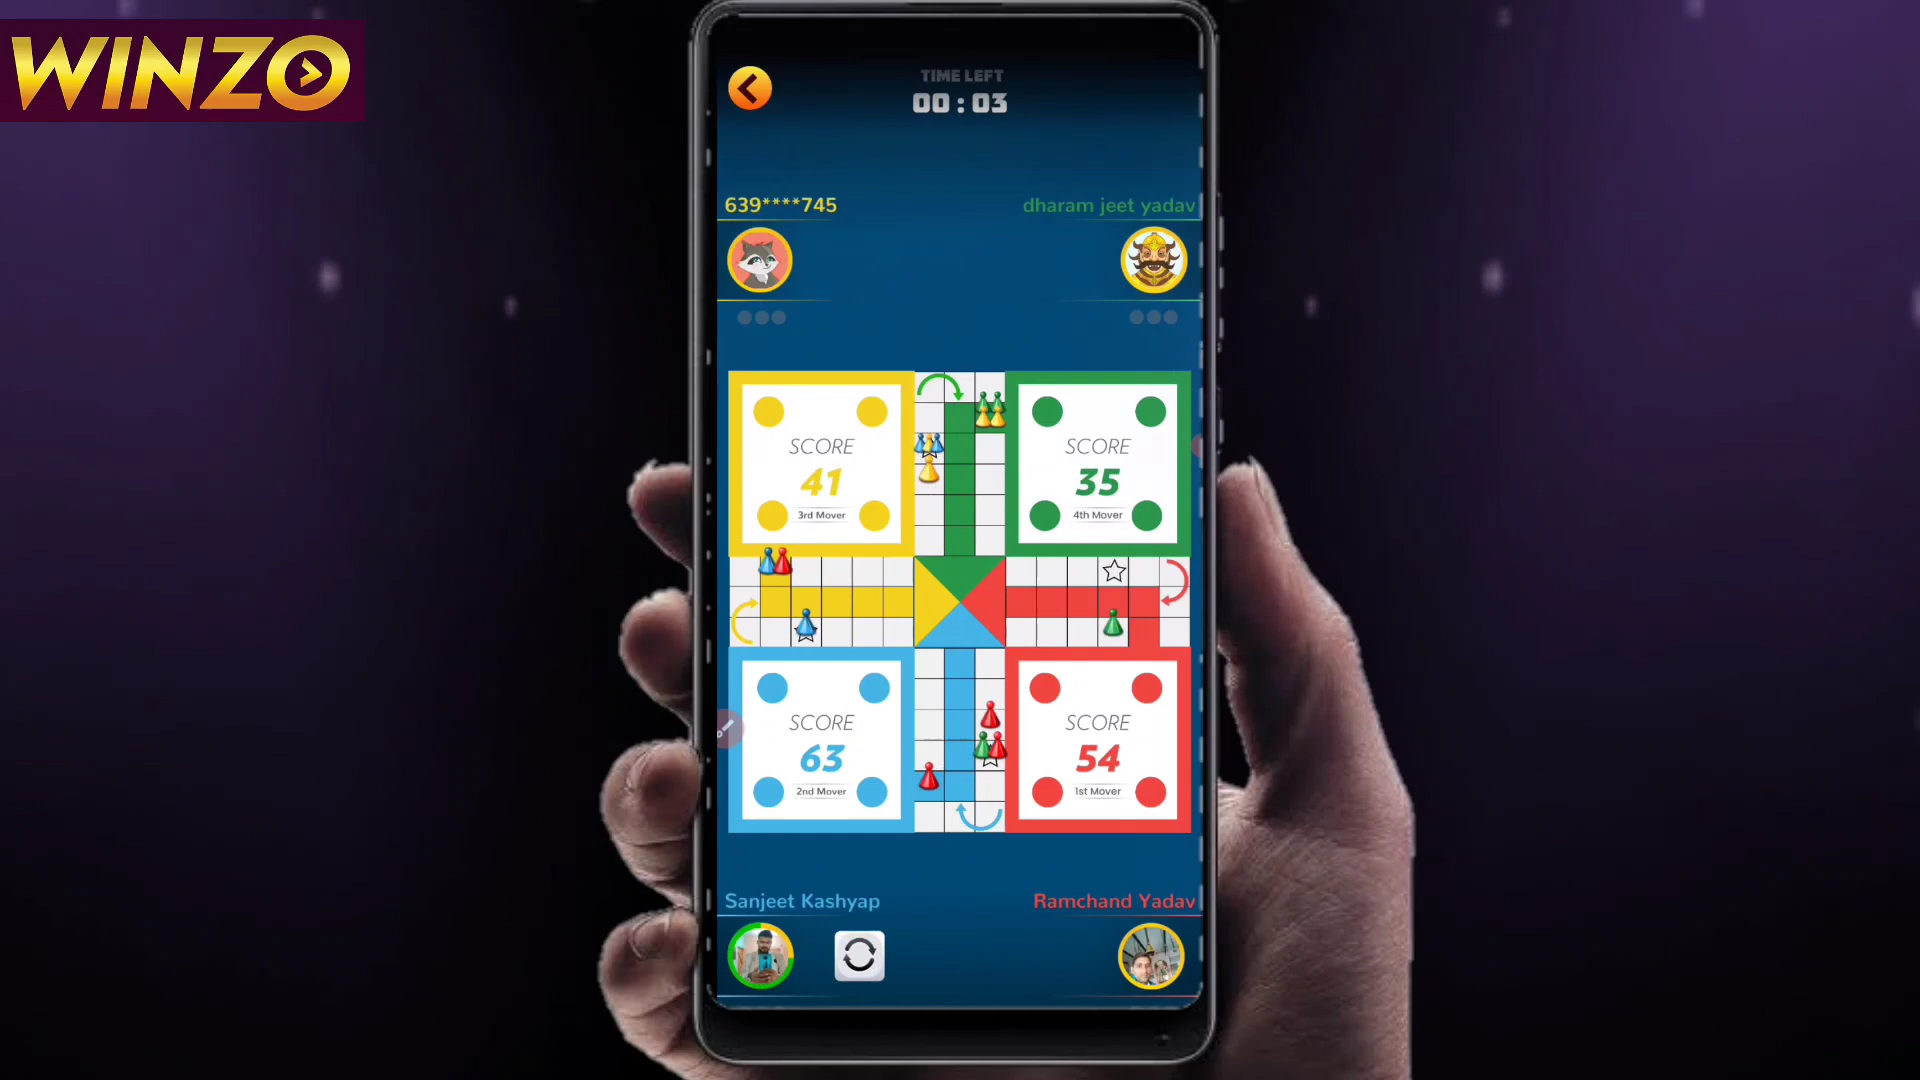 WINZO
TIME LEFT
00 : 03
639****745
dharam jeet yadav
SCORE
41
3rd Mover
SCORE
35
4th Mover
SCORE
63
2nd Mover
SCORE
54
1st Mover
Sanjeet Kashyap
Ramchand Yadav